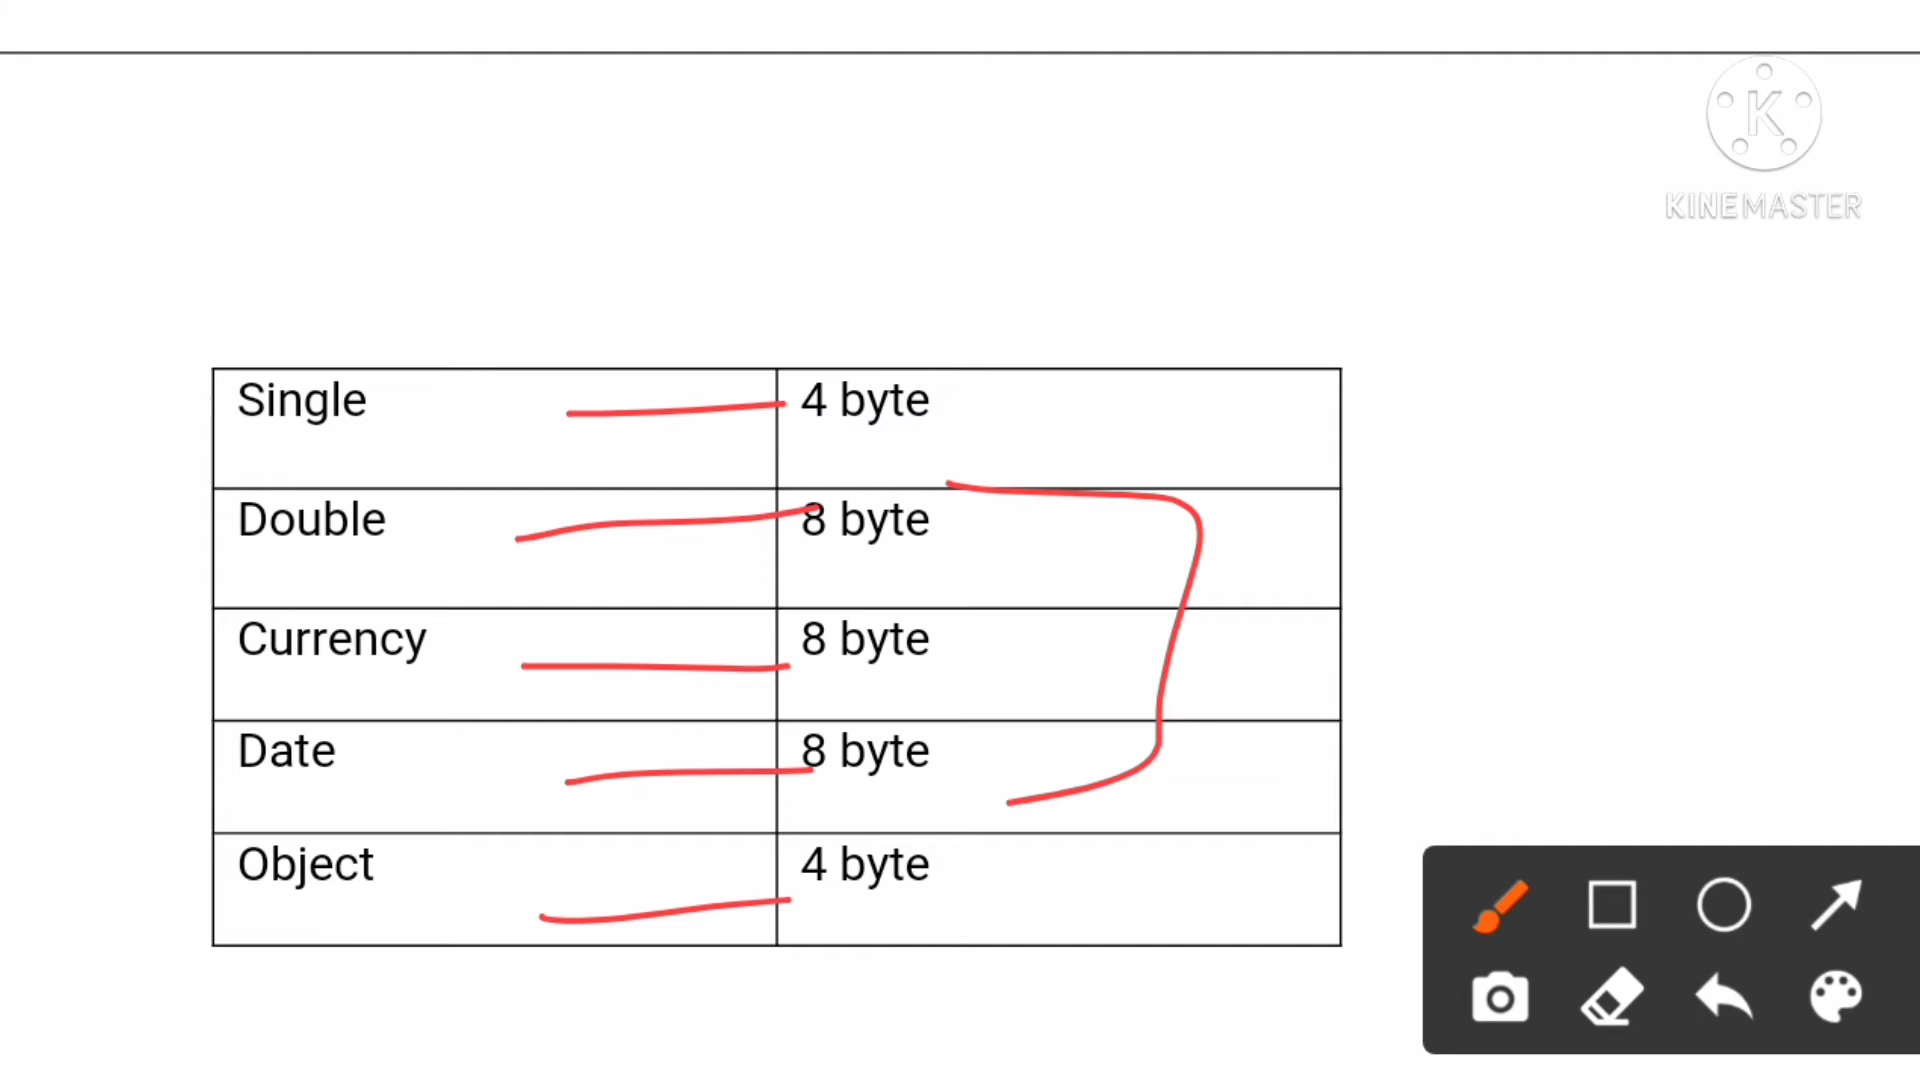 K
KINEMASTER
Single 4 byte
Double 8 byte
Currency 8 byte
Date 8 byte
Object 4 byte